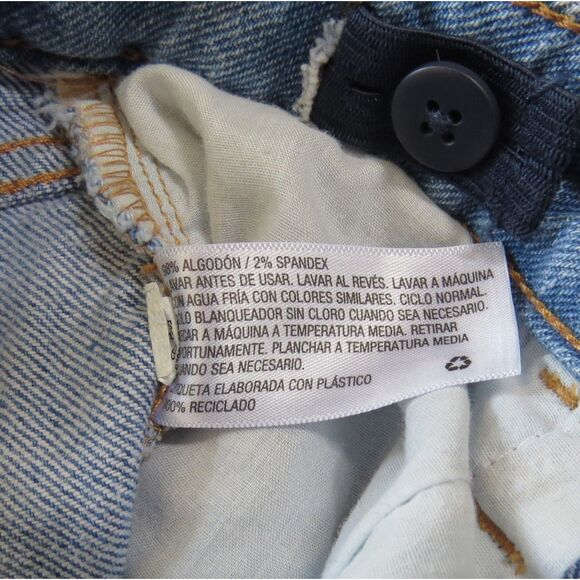 98% ALGODÓN / 2% SPANDEX
LAVAR ANTES DE USAR. LAVAR AL REVÉS. LAVAR A MÁQUINA
CON AGUA FRÍA CON COLORES SIMILARES. CICLO NORMAL.
SOLO BLANQUEADOR SIN CLORO CUANDO SEA NECESARIO.
SECAR A MÁQUINA A TEMPERATURA MEDIA. RETIRAR
OPORTUNAMENTE. PLANCHAR A TEMPERATURA MEDIA
CUANDO SEA NECESARIO.
ETIQUETA ELABORADA CON PLÁSTICO
100% RECICLADO